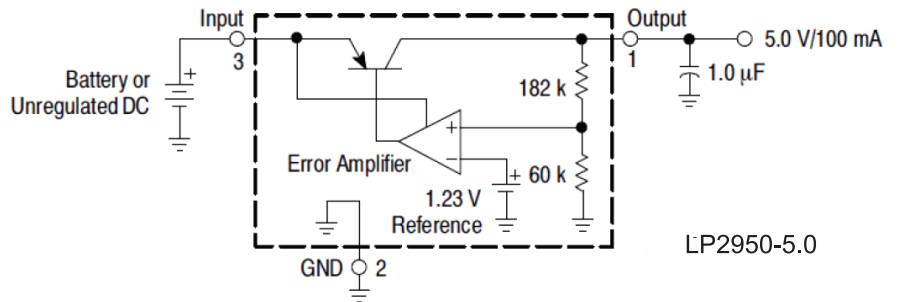 Input
3
Output
1
5.0 V/100 mA
Battery or
Unregulated DC
+
182 k
1.0 µF
+
−
Error Amplifier
+
60 k
1.23 V
Reference
GND
2
LP2950-5.0